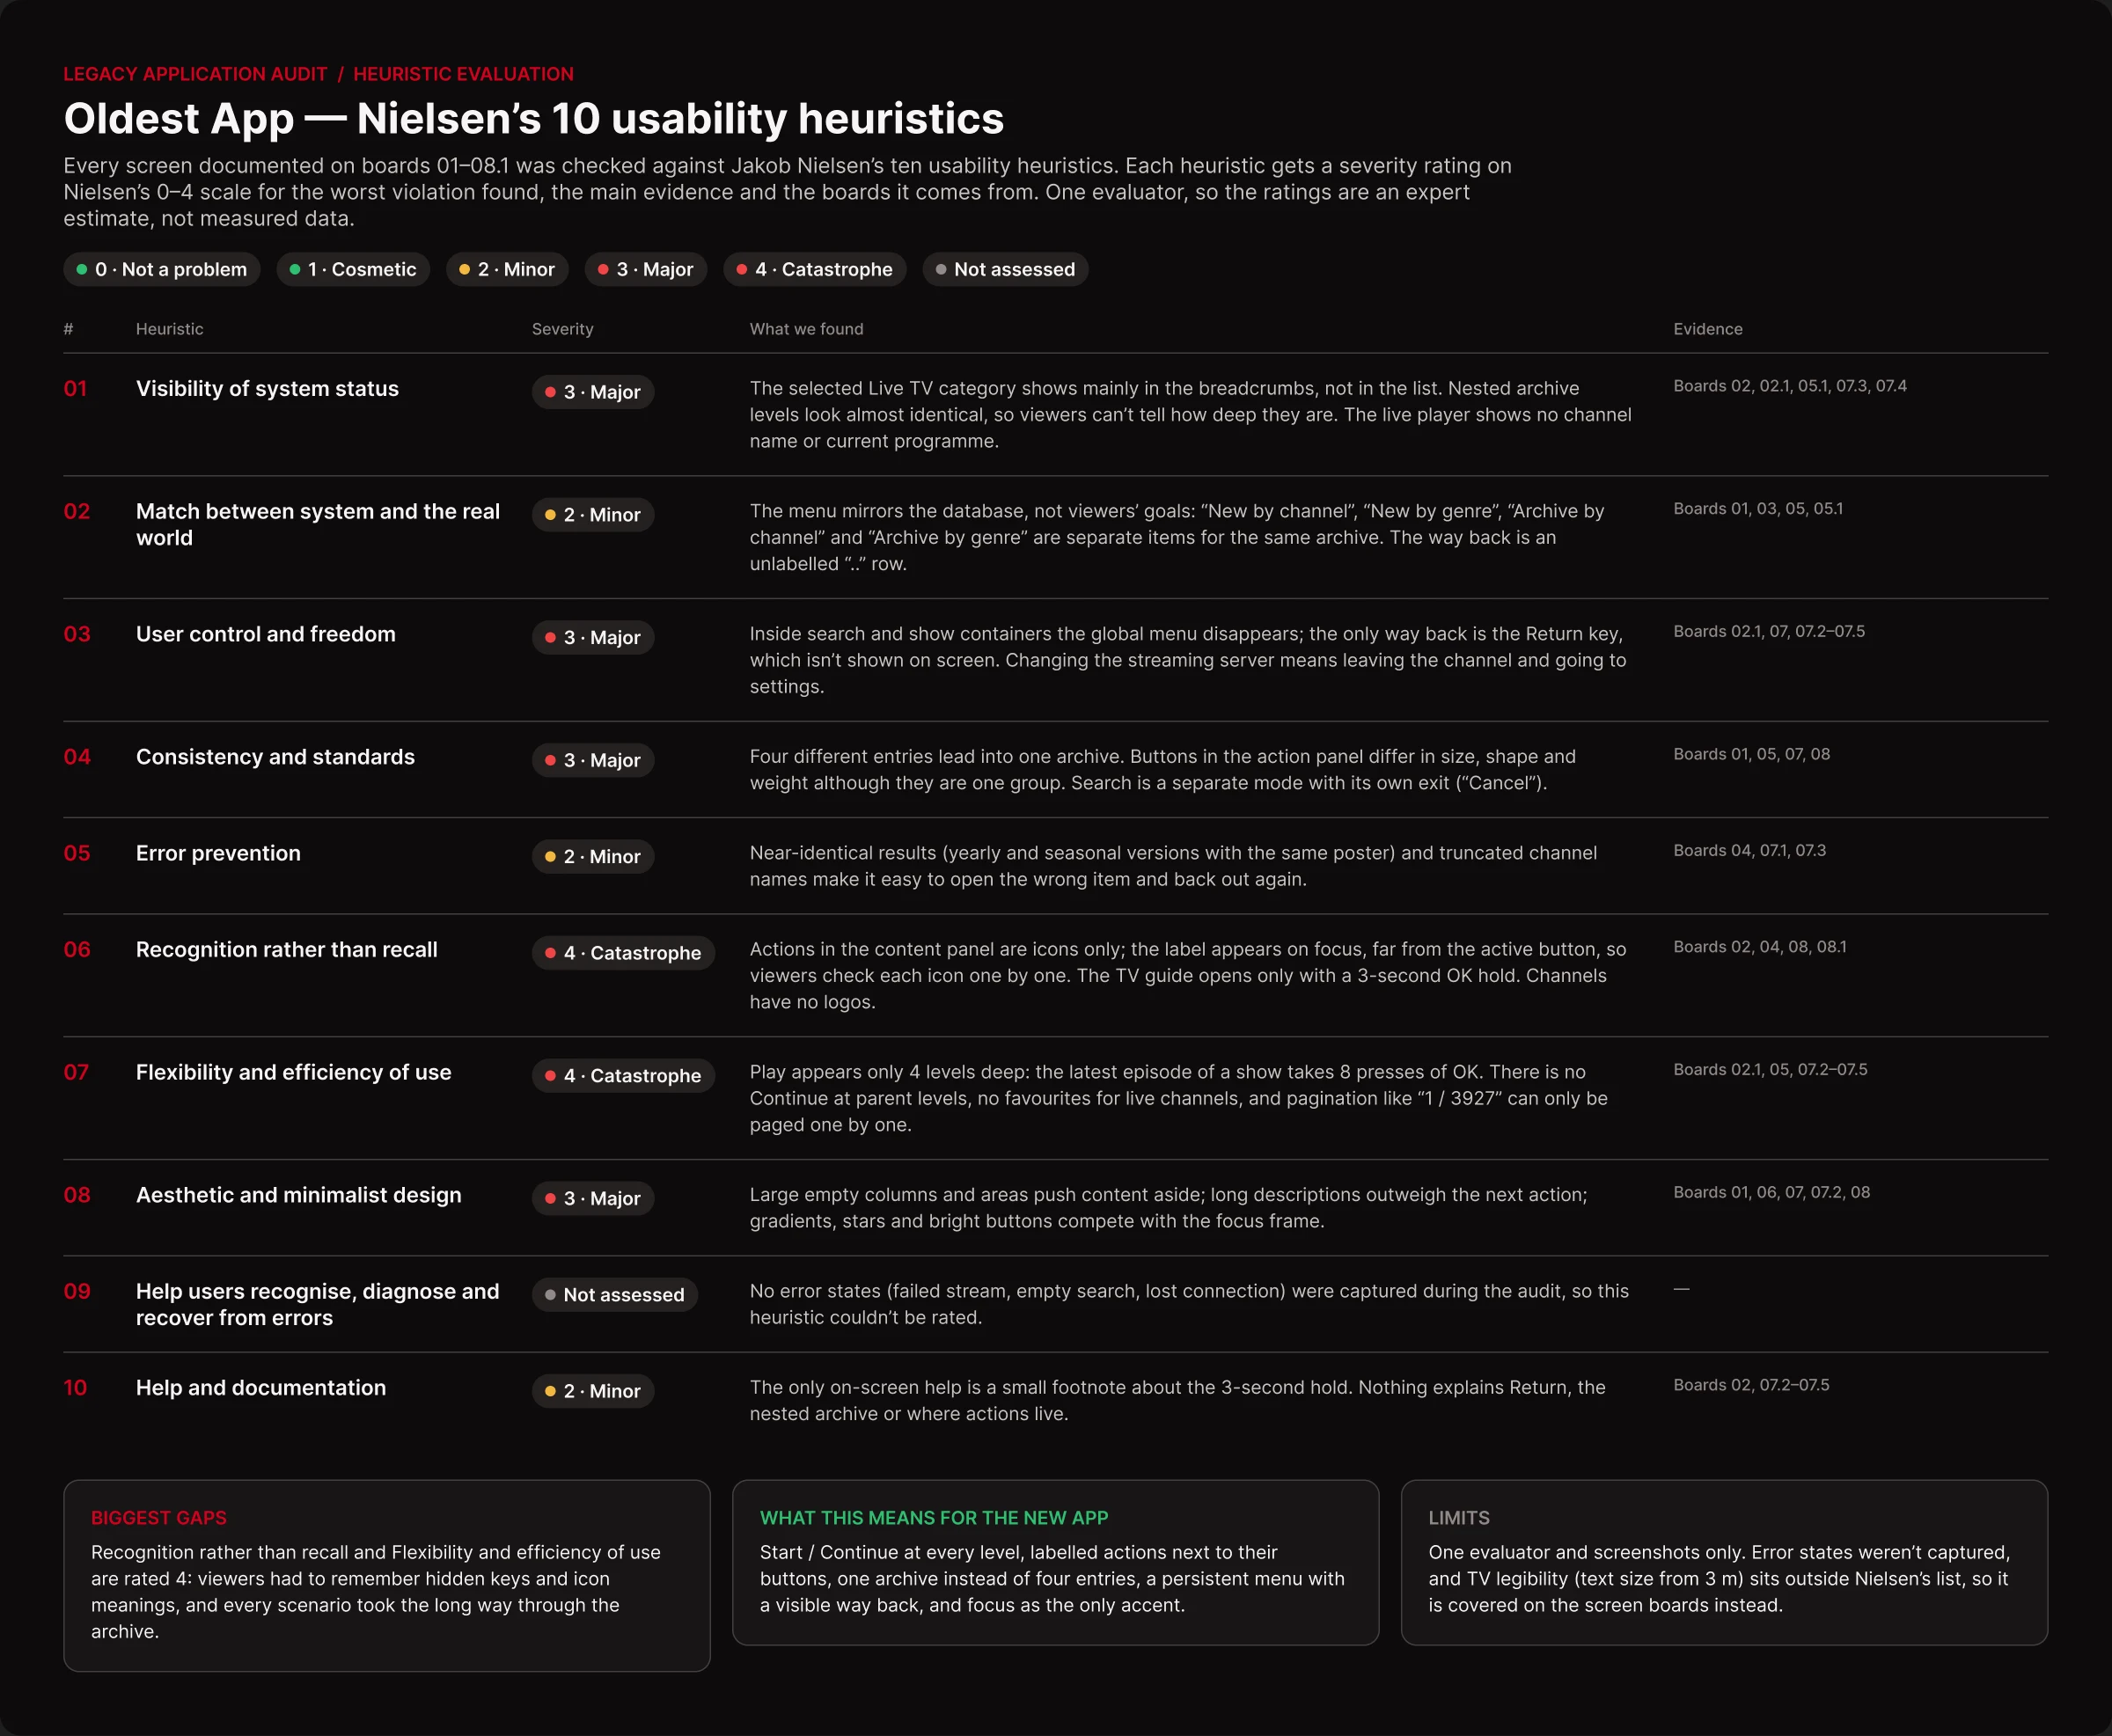 LEGACY APPLICATION AUDIT / HEURISTIC EVALUATION
Oldest App — Nielsen’s 10 usability heuristics
Every screen documented on boards 01–08.1 was checked against Jakob Nielsen’s ten usability heuristics. Each heuristic gets a severity rating on
Nielsen’s 0–4 scale for the worst violation found, the main evidence and the boards it comes from. One evaluator, so the ratings are an expert
estimate, not measured data.
0 · Not a problem
1 · Cosmetic
2 · Minor
3 · Major
4 · Catastrophe
Not assessed
# Heuristic Severity What we found Evidence
01
Visibility of system status
3 · Major
The selected Live TV category shows mainly in the breadcrumbs, not in the list. Nested archive
levels look almost identical, so viewers can’t tell how deep they are. The live player shows no channel
name or current programme.
Boards 02, 02.1, 05.1, 07.3, 07.4
02
Match between system and the real
world
2 · Minor
The menu mirrors the database, not viewers’ goals: “New by channel”, “New by genre”, “Archive by
channel” and “Archive by genre” are separate items for the same archive. The way back is an
unlabelled “..” row.
Boards 01, 03, 05, 05.1
03
User control and freedom
3 · Major
Inside search and show containers the global menu disappears; the only way back is the Return key,
which isn’t shown on screen. Changing the streaming server means leaving the channel and going to
settings.
Boards 02.1, 07, 07.2–07.5
04
Consistency and standards
3 · Major
Four different entries lead into one archive. Buttons in the action panel differ in size, shape and
weight although they are one group. Search is a separate mode with its own exit (“Cancel”).
Boards 01, 05, 07, 08
05
Error prevention
2 · Minor
Near-identical results (yearly and seasonal versions with the same poster) and truncated channel
names make it easy to open the wrong item and back out again.
Boards 04, 07.1, 07.3
06
Recognition rather than recall
4 · Catastrophe
Actions in the content panel are icons only; the label appears on focus, far from the active button, so
viewers check each icon one by one. The TV guide opens only with a 3-second OK hold. Channels
have no logos.
Boards 02, 04, 08, 08.1
07
Flexibility and efficiency of use
4 · Catastrophe
Play appears only 4 levels deep: the latest episode of a show takes 8 presses of OK. There is no
Continue at parent levels, no favourites for live channels, and pagination like “1 / 3927” can only be
paged one by one.
Boards 02.1, 05, 07.2–07.5
08
Aesthetic and minimalist design
3 · Major
Large empty columns and areas push content aside; long descriptions outweigh the next action;
gradients, stars and bright buttons compete with the focus frame.
Boards 01, 06, 07, 07.2, 08
09
Help users recognise, diagnose and
recover from errors
Not assessed
No error states (failed stream, empty search, lost connection) were captured during the audit, so this
heuristic couldn’t be rated.
—
10
Help and documentation
2 · Minor
The only on-screen help is a small footnote about the 3-second hold. Nothing explains Return, the
nested archive or where actions live.
Boards 02, 07.2–07.5
BIGGEST GAPS
Recognition rather than recall and Flexibility and efficiency of use
are rated 4: viewers had to remember hidden keys and icon
meanings, and every scenario took the long way through the
archive.
WHAT THIS MEANS FOR THE NEW APP
Start / Continue at every level, labelled actions next to their
buttons, one archive instead of four entries, a persistent menu with
a visible way back, and focus as the only accent.
LIMITS
One evaluator and screenshots only. Error states weren’t captured,
and TV legibility (text size from 3 m) sits outside Nielsen’s list, so it
is covered on the screen boards instead.